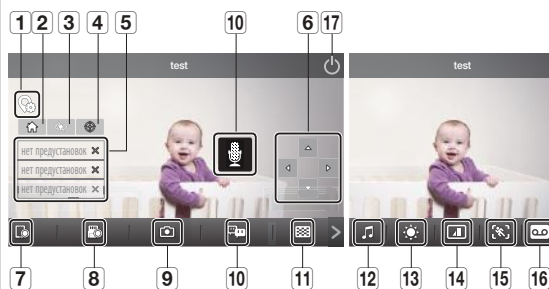 1 2 3 4 5 10 6 17
test
test
нет предустановок
нет предустановок
нет предустановок
7 8 9 10 11 12 13 14 15 16